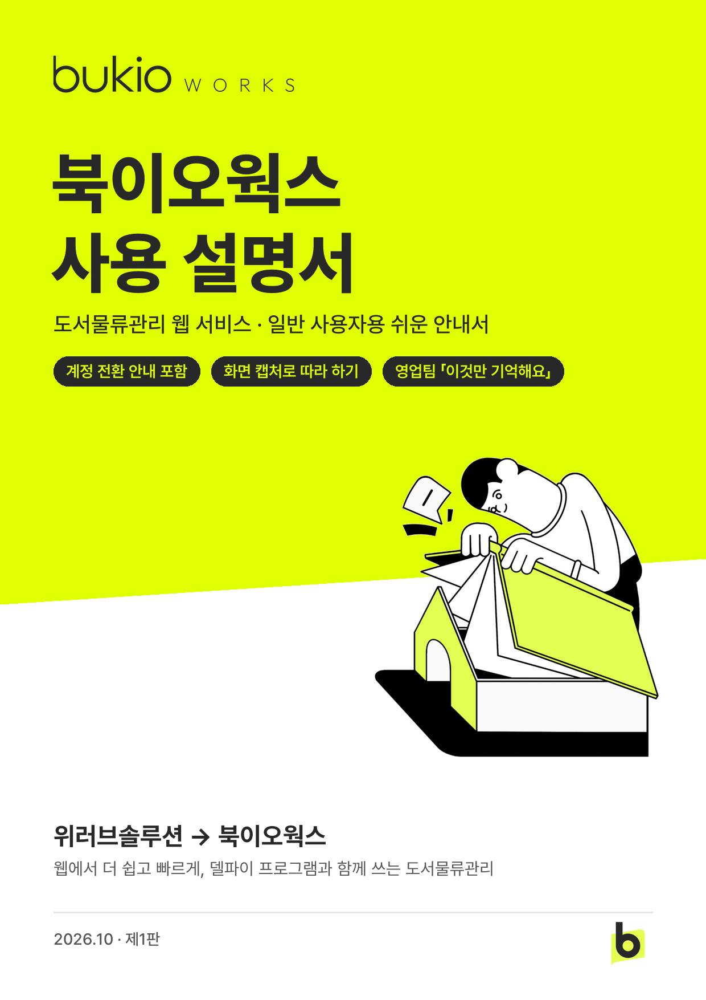 bukio WORKS
북이오웍스
사용 설명서
도서물류관리 웹 서비스 · 일반 사용자용 쉬운 안내서
계정 전환 안내 포함 화면 캡처로 따라 하기 영업팀 「이것만 기억해요」
위러브솔루션 → 북이오웍스
웹에서 더 쉽고 빠르게, 델파이 프로그램과 함께 쓰는 도서물류관리
2026.10 · 제1판
b